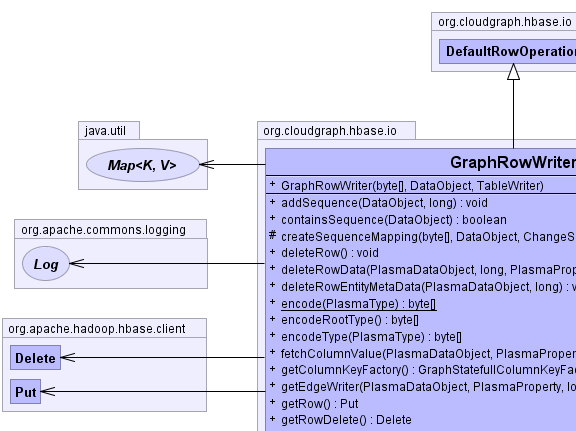 org.cloudgraph.hbase.io
DefaultRowOperation
java.util
Map<K, V>
org.apache.commons.logging
Log
org.apache.hadoop.hbase.client
Delete
Put
org.cloudgraph.hbase.io
GraphRowWriter
+ GraphRowWriter(byte[], DataObject, TableWriter)
+ addSequence(DataObject, long) : void
+ containsSequence(DataObject) : boolean
# createSequenceMapping(byte[], DataObject, ChangeS
+ deleteRow() : void
+ deleteRowData(PlasmaDataObject, long, PlasmaProp
+ deleteRowEntityMetaData(PlasmaDataObject, long) : v
+ encode(PlasmaType) : byte[]
+ encodeRootType() : byte[]
+ encodeType(PlasmaType) : byte[]
+ fetchColumnValue(PlasmaDataObject, PlasmaProper
+ getColumnKeyFactory() : GraphStatefullColumnKeyFac
+ getEdgeWriter(PlasmaDataObject, PlasmaProperty, lo
+ getRow() : Put
+ getRowDelete() : Delete